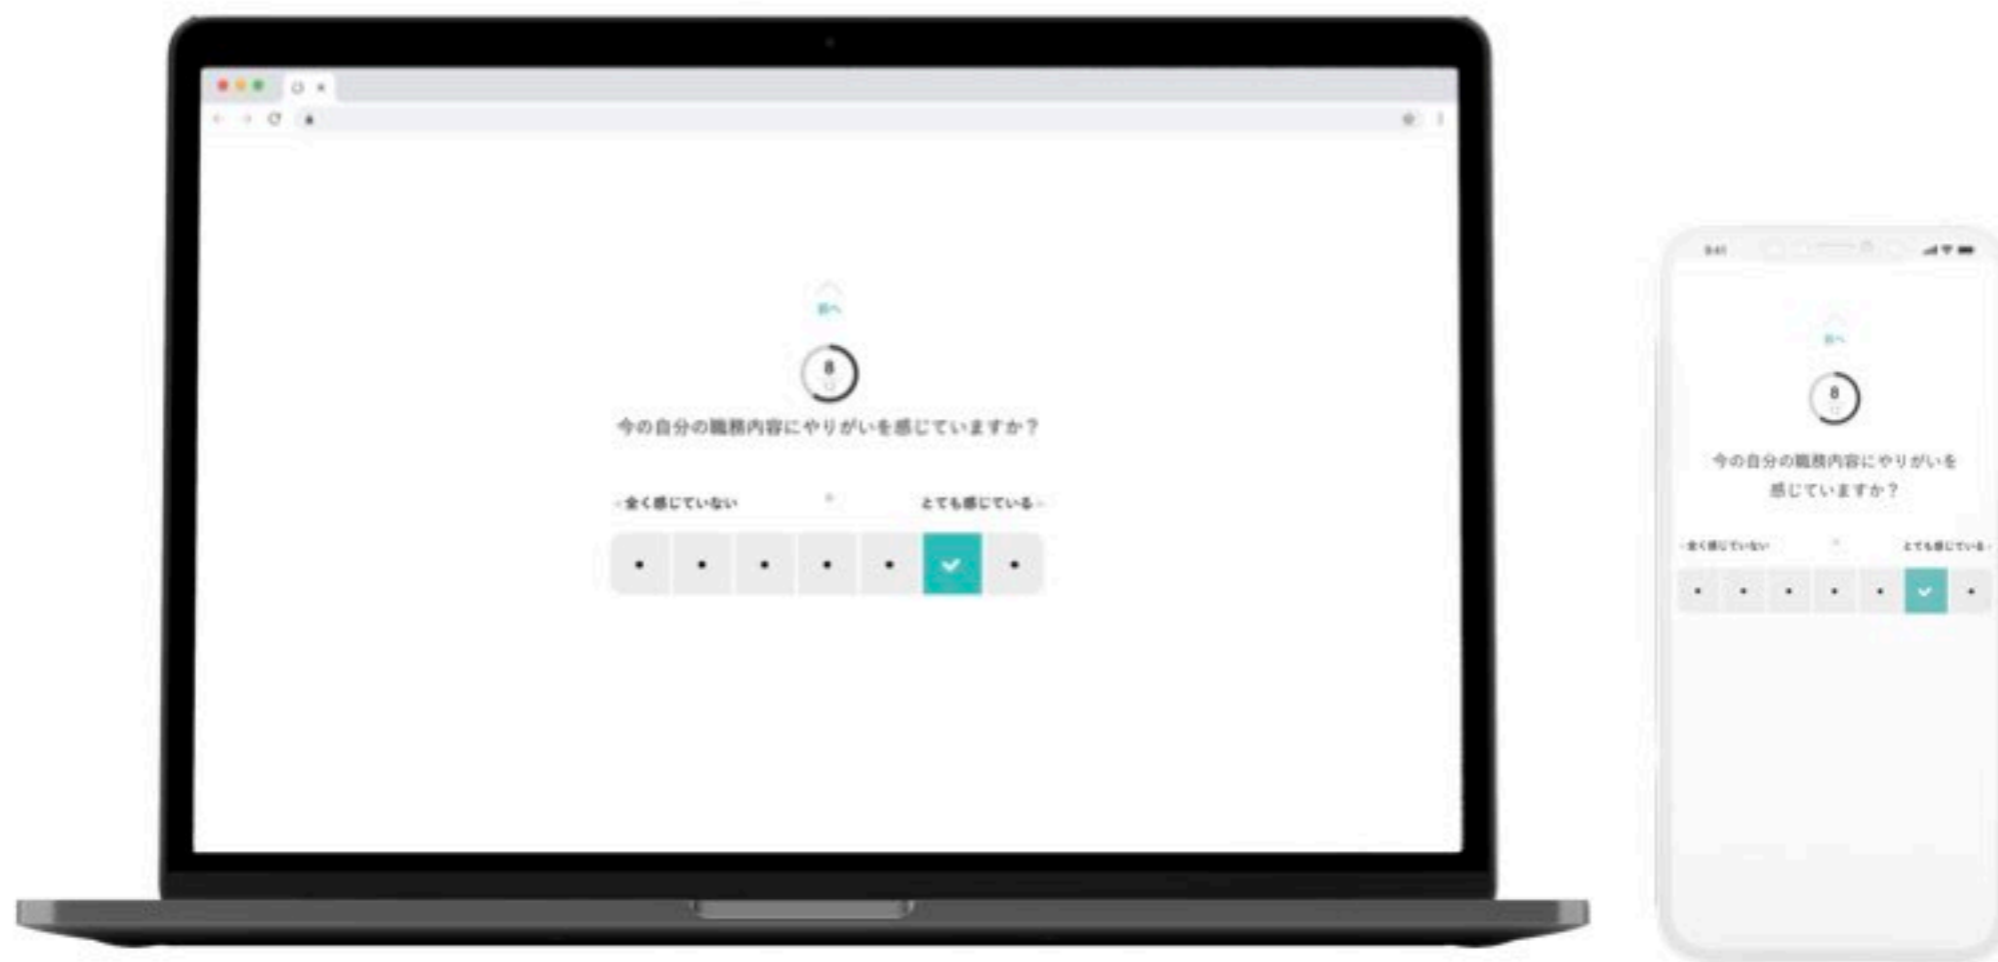 前へ
8
12
今の自分の職務内容にやりがいを感じていますか？
全く感じていない
とても感じている
9:41
前へ
8
12
今の自分の職務内容にやりがいを
感じていますか？
全く感じていない
とても感じている